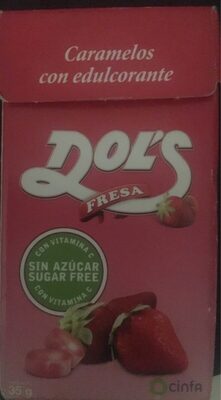 Caramelos
con edulcorante
DOL'S
FRESA
CON VITAMINA C
SIN AZÚCAR
SUGAR FREE
CON VITAMINA C
35 g
cinfa